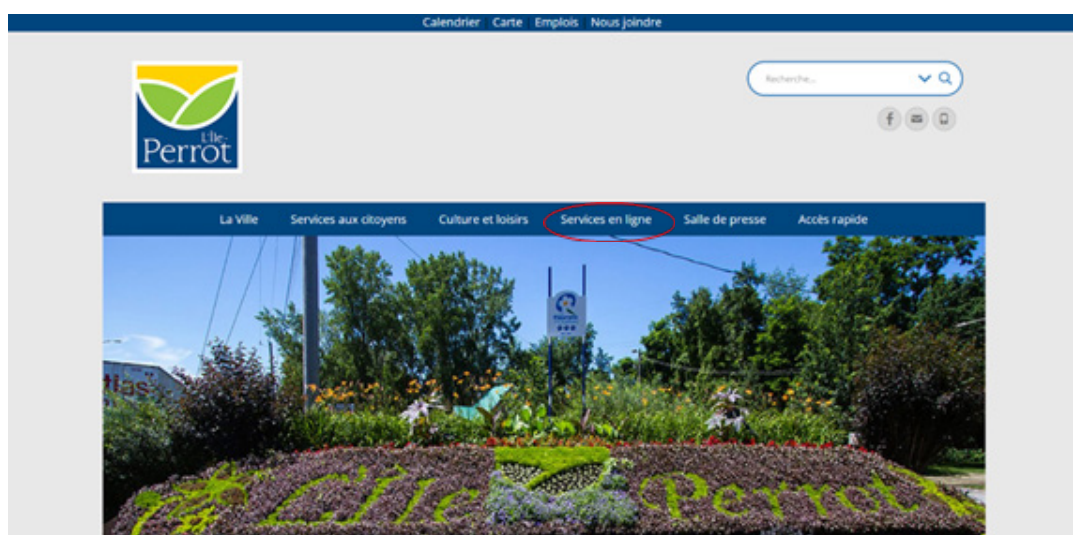 Calendrier Carte Emplois Nous joindre
Recherche...
L'Île-
Perrot
La Ville Services aux citoyens Culture et loisirs Services en ligne Salle de presse Accès rapide
L'Île Perrot